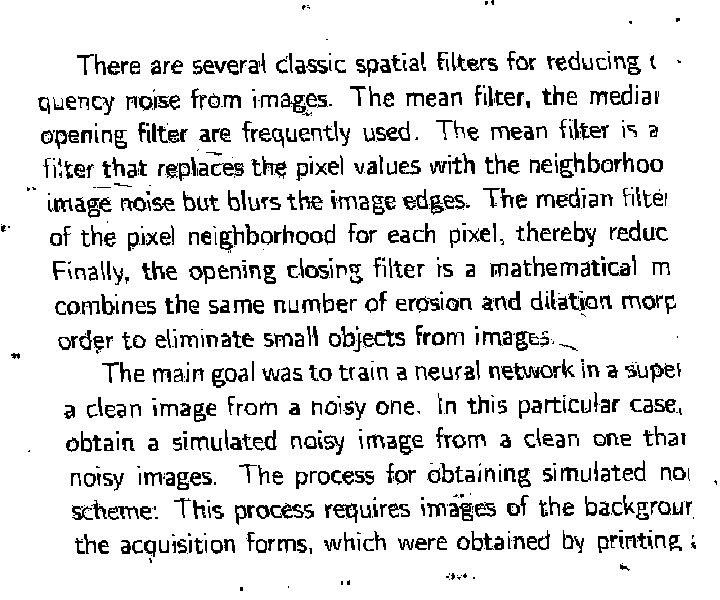 There are several classic spatial filters for reducing
quency noise from images. The mean filter, the media
opening filter are frequently used. The mean filter is a
filter that replaces the pixel values with the neighborhoo
image noise but blurs the image edges. The median filte
of the pixel neighborhood for each pixel, thereby reduc
Finally, the opening closing filter is a mathematical m
combines the same number of erosion and dilation morp
order to eliminate small objects from images.
The main goal was to train a neural network in a super
a clean image from a noisy one. In this particular case,
obtain a simulated noisy image from a clean one tha
noisy images. The process for obtaining simulated noi
scheme: This process requires images of the backgroun
the acquisition forms, which were obtained by printing